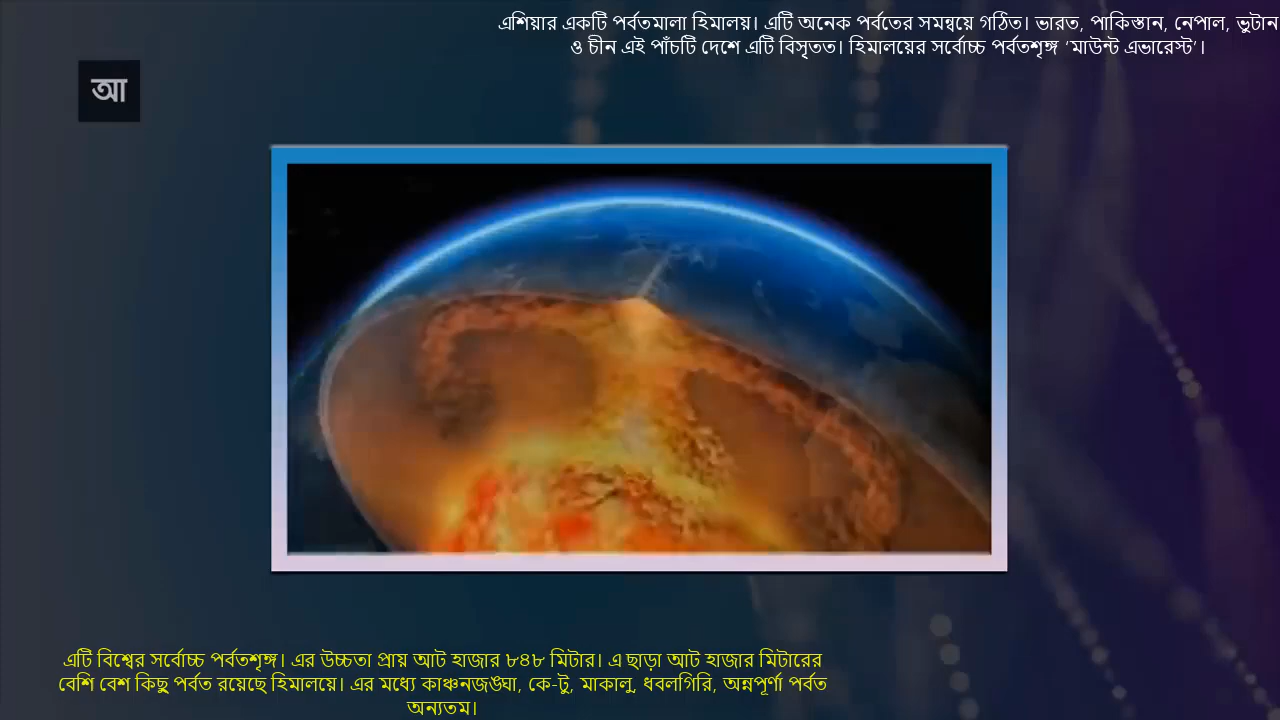 এশিয়ার একটি পর্বতমালা হিমালয়। এটি অনেক পর্বতের সমন্বয়ে গঠিত। ভারত, পাকিস্তান, নেপাল, ভুটান
ও চীন এই পাঁচটি দেশে এটি বিসৃতত। হিমালয়ের সর্বোচ্চ পর্বতশৃঙ্গ ‘মাউন্ট এভারেস্ট’।
আ
এটি বিশ্বের সর্বোচ্চ পর্বতশৃঙ্গ। এর উচ্চতা প্রায় আট হাজার ৮৪৮ মিটার। এ ছাড়া আট হাজার মিটারের
বেশি বেশ কিছু পর্বত রয়েছে হিমালয়ে। এর মধ্যে কাঞ্চনজঙ্ঘা, কে-টু, মাকালু, ধবলগিরি, অন্নপূর্ণা পর্বত
অন্যতম।